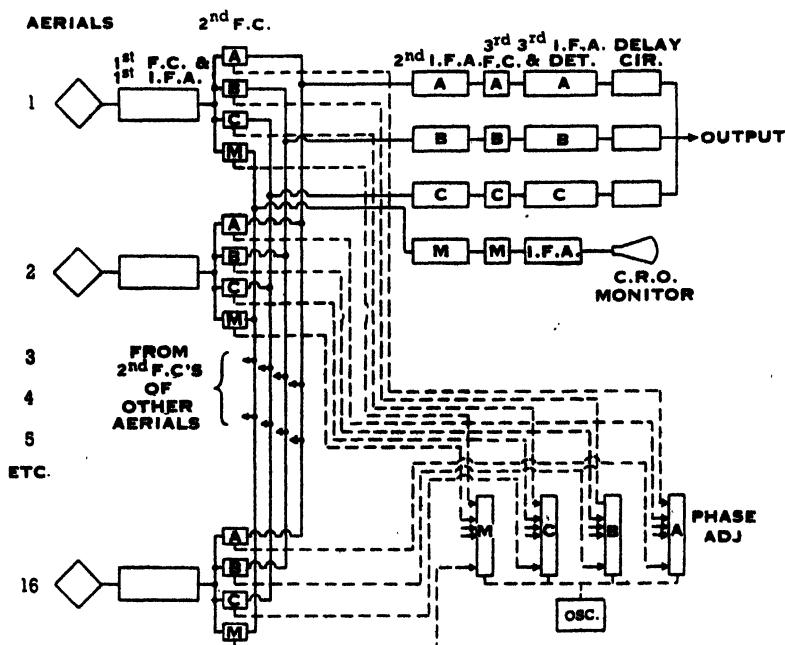 AERIALS
2nd F.C.
1st F.C. &
1st I.F.A.
2nd I.F.A.
3rd F.C.
3rd I.F.A. & DET.
DELAY CIR.
1
A
B
C
M
A
A
A
B
B
B
OUTPUT
C
C
C
M
M
I.F.A.
C.R.O.
MONITOR
2
A
B
C
M
3
4
5
ETC.
FROM
2nd F.C'S
OF
OTHER
AERIALS
M
C
B
A
PHASE
ADJ
OSC.
16
A
B
C
M